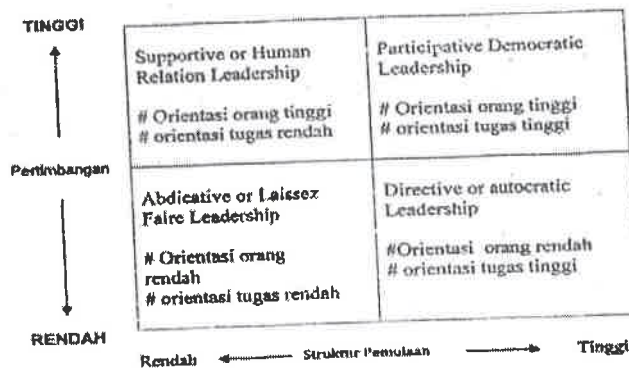 TINGGI
Supportive or Human
Relation Leadership
# Orientasi orang tinggi
# orientasi tugas rendah
Participative Democratic
Leadership
# Orientasi orang tinggi
# orientasi tugas tinggi
Pertimbangan
Abdicative or Laissez
Faire Leadership
# Orientasi orang
rendah
# orientasi tugas rendah
Directive or autocratic
Leadership
#Orientasi orang rendah
# orientasi tugas tinggi
RENDAH
Rendah
Struktur Pemulaan
Tinggi